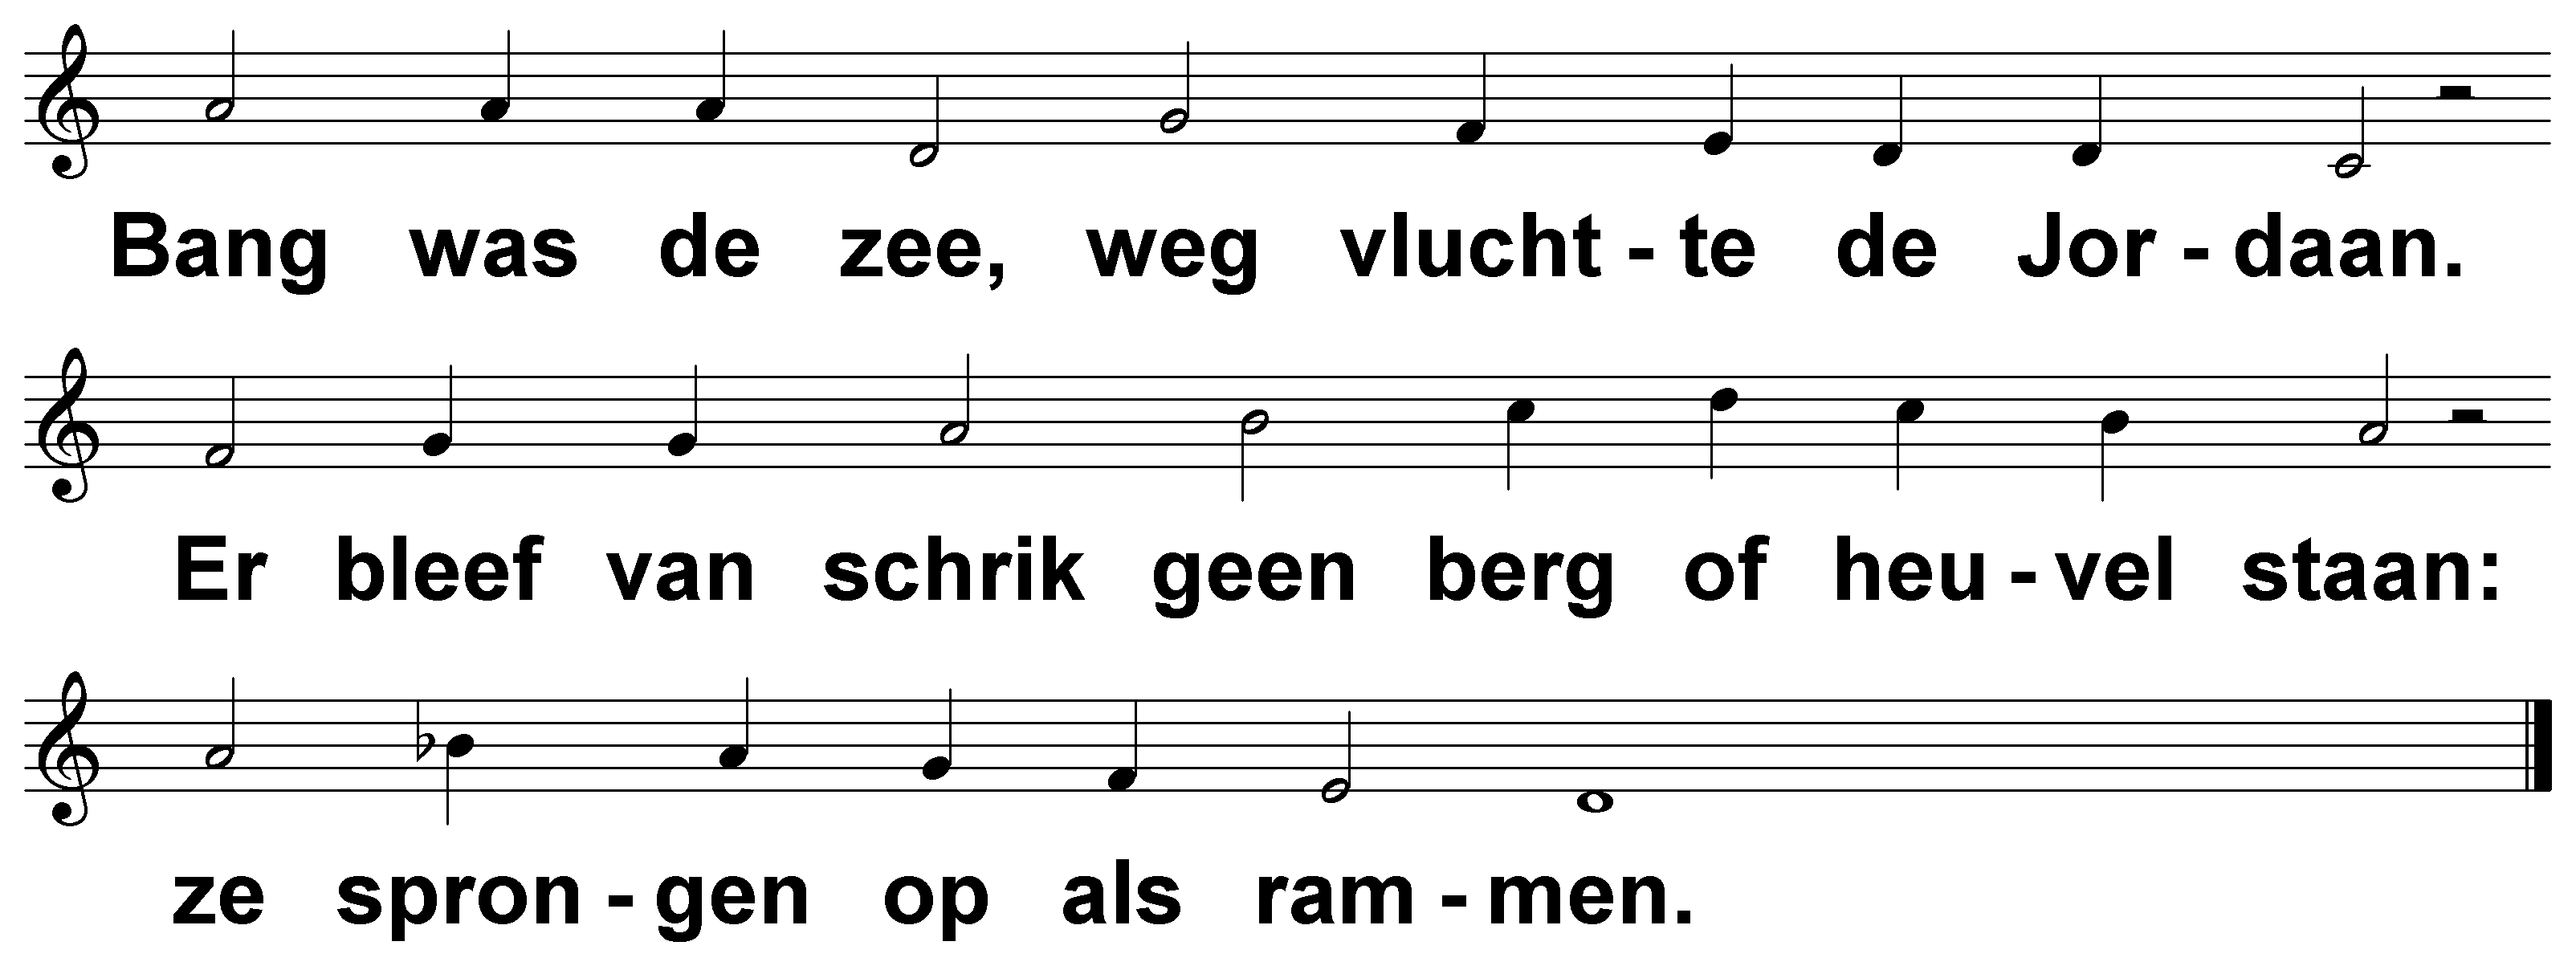 Bang was de zee, weg vlucht - te de Jor - daan.
Er bleef van schrik geen berg of heu - vel staan:
ze spron - gen op als ram - men.